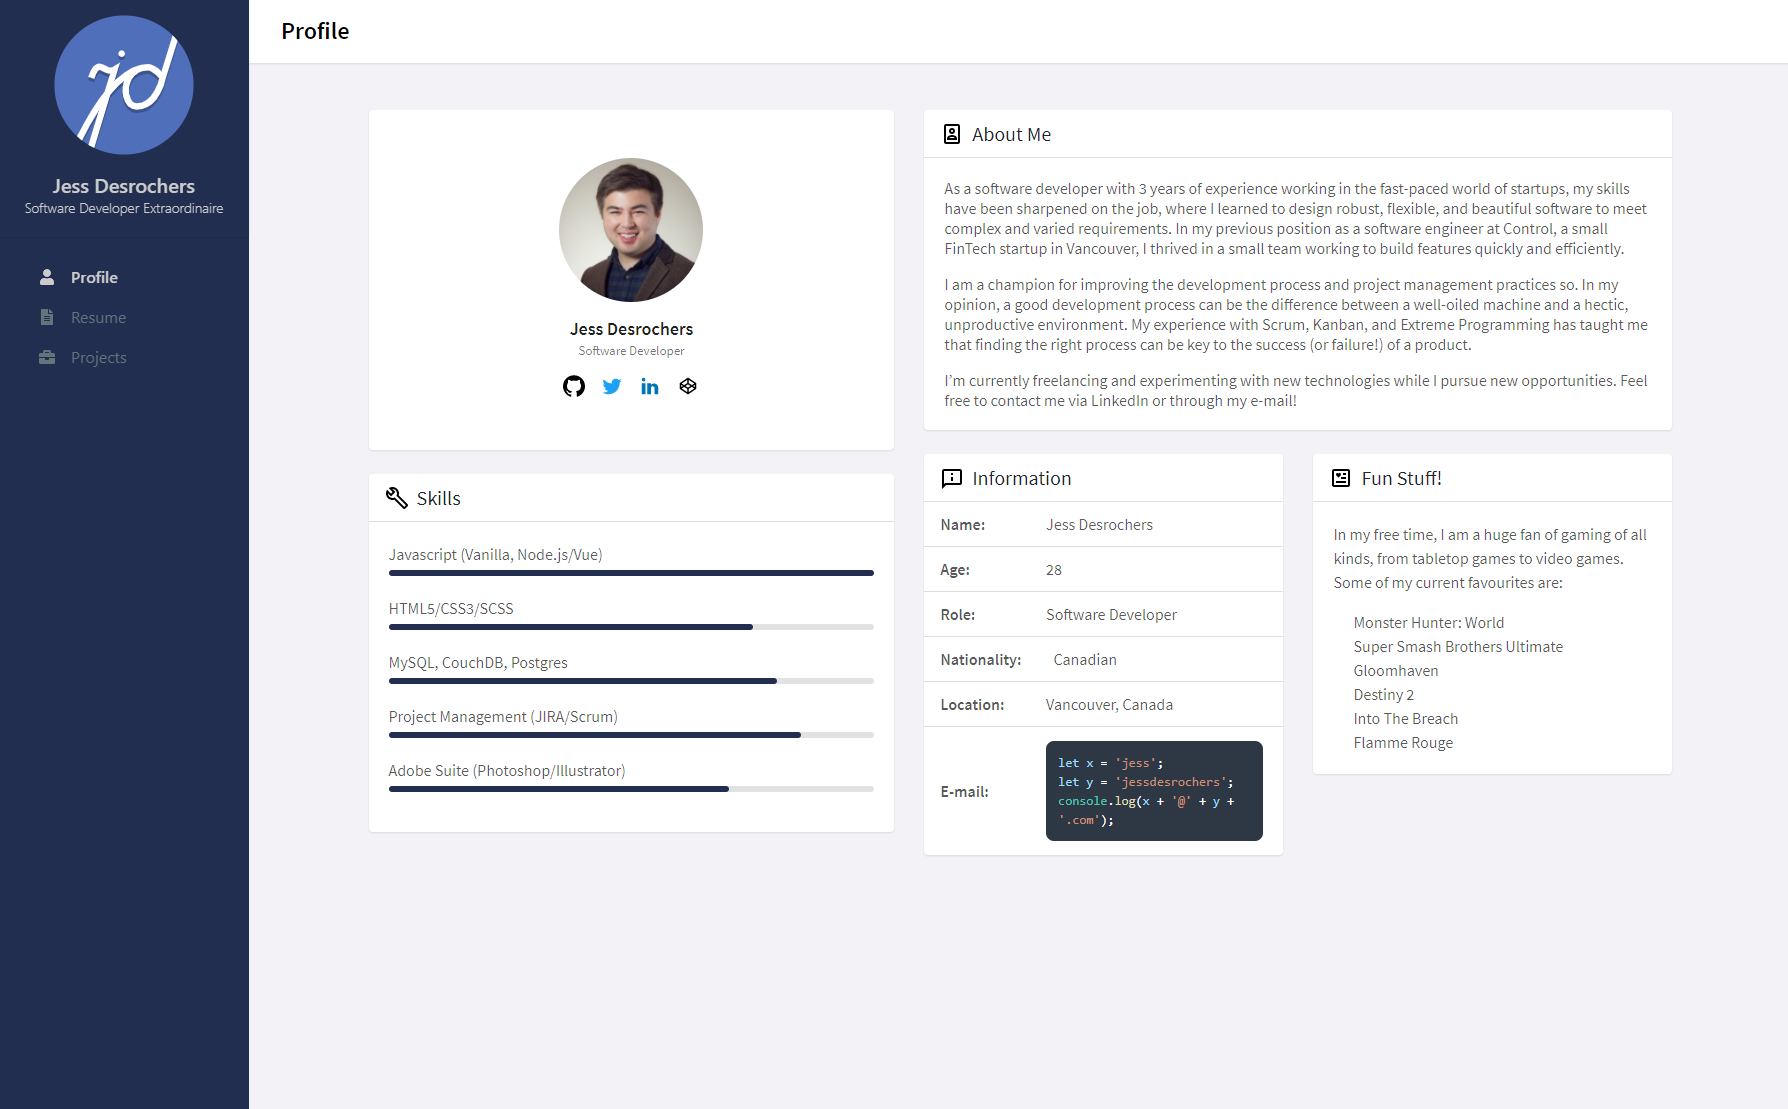 jd
Jess Desrochers
Software Developer Extraordinaire
Profile
Resume
Projects
Profile
Jess Desrochers
Software Developer
in
Skills
Javascript (Vanilla, Node.js/Vue)
HTML5/CSS3/SCSS
MySQL, CouchDB, Postgres
Project Management (JIRA/Scrum)
Adobe Suite (Photoshop/Illustrator)
About Me
As a software developer with 3 years of experience working in the fast-paced world of startups, my skills
have been sharpened on the job, where I learned to design robust, flexible, and beautiful software to meet
complex and varied requirements. In my previous position as a software engineer at Control, a small
FinTech startup in Vancouver, I thrived in a small team working to build features quickly and efficiently.
I am a champion for improving the development process and project management practices so. In my
opinion, a good development process can be the difference between a well-oiled machine and a hectic,
unproductive environment. My experience with Scrum, Kanban, and Extreme Programming has taught me
that finding the right process can be key to the success (or failure!) of a product.
I’m currently freelancing and experimenting with new technologies while I pursue new opportunities. Feel
free to contact me via LinkedIn or through my e-mail!
Information
Name: Jess Desrochers
Age: 28
Role: Software Developer
Nationality: Canadian
Location: Vancouver, Canada
E-mail:
let x = 'jess';
let y = 'jessdesrochers';
console.log(x + '@' + y +
'.com');
Fun Stuff!
In my free time, I am a huge fan of gaming of all
kinds, from tabletop games to video games.
Some of my current favourites are:
Monster Hunter: World
Super Smash Brothers Ultimate
Gloomhaven
Destiny 2
Into The Breach
Flamme Rouge